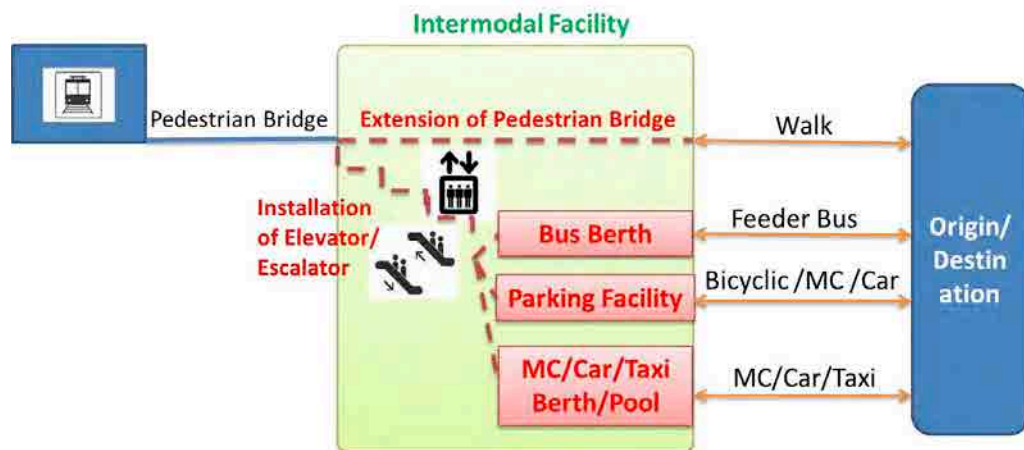 Intermodal Facility
Pedestrian Bridge
Extension of Pedestrian Bridge
Walk
Installation
of Elevator/
Escalator
Bus Berth
Feeder Bus
Parking Facility
Bicyclic /MC /Car
MC/Car/Taxi
Berth/Pool
MC/Car/Taxi
Origin/
Destin
ation